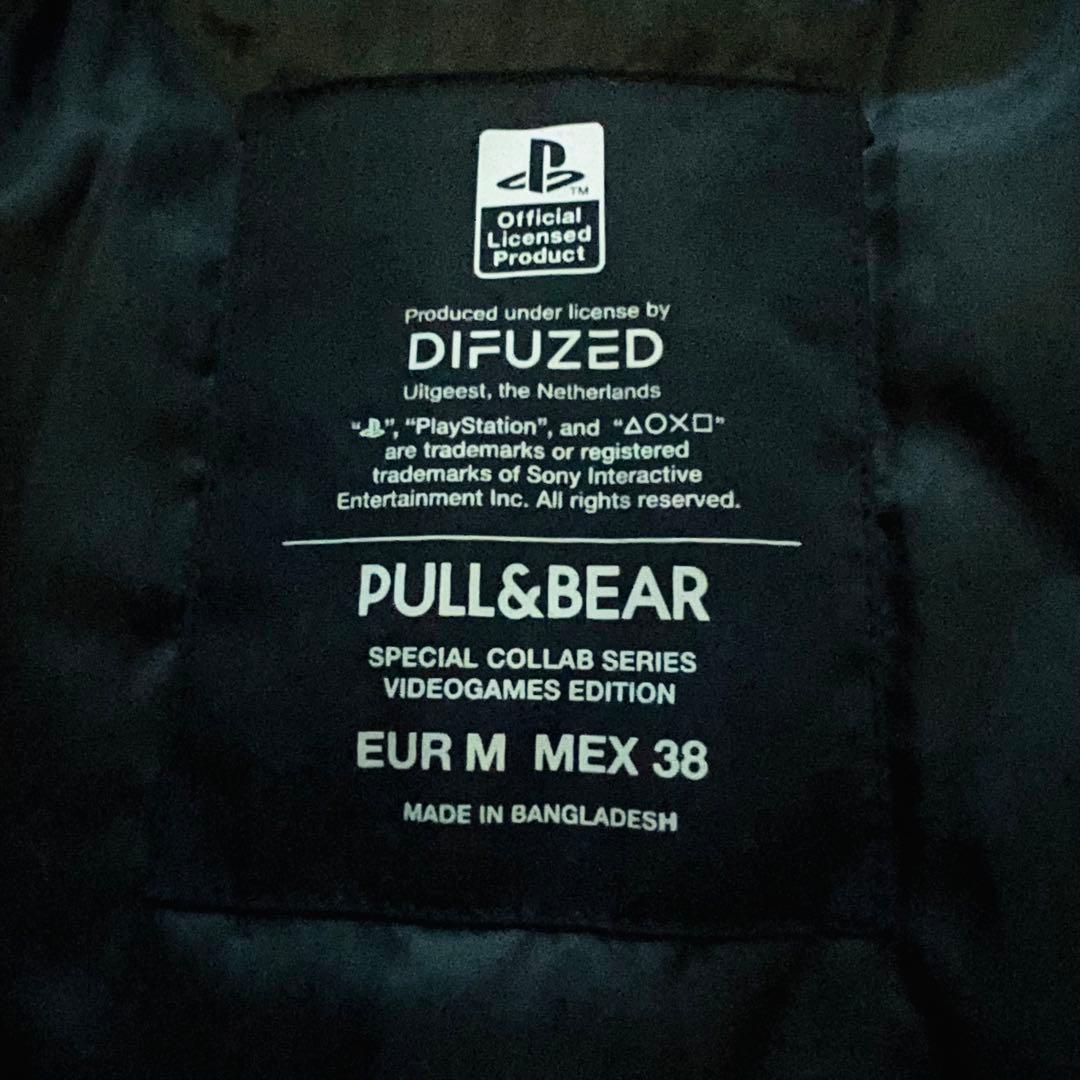 TM
Official
Licensed
Product
Produced under license by
DIFUZED
Uitgeest, the Netherlands
“ ”, “PlayStation”, and “△○✕□”
are trademarks or registered
trademarks of Sony Interactive
Entertainment Inc. All rights reserved.
PULL&BEAR
SPECIAL COLLAB SERIES
VIDEOGAMES EDITION
EUR M MEX 38
MADE IN BANGLADESH